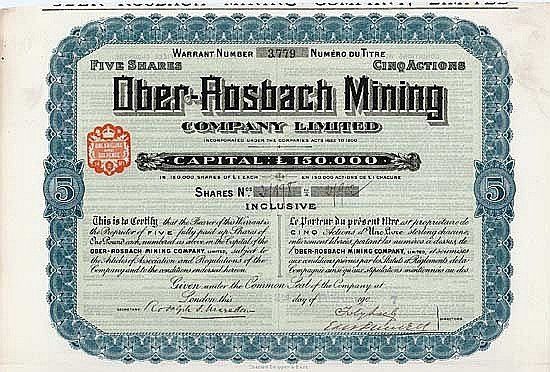 OBER-ROSBACH MINING COMPANY, LIMITED
WARRANT NUMBER 3779 NUMÉRO DU TITRE
FIVE SHARES CINQ ACTIONS
Ober-Rosbach Mining
COMPANY LIMITED
INCORPORATED UNDER THE COMPANIES ACTS 1862 TO 1900
CAPITAL: £150,000
IN 150,000 SHARES OF £1 EACH EN 150,000 ACTIONS DE £1 CHACUNE
5 5
SHARES Nos
INCLUSIVE
This is to Certify that the Bearer of this Warrant is
the Proprietor of FIVE fully paid up Shares of
One Pound each, numbered as above, in the Capital of the
OBER-ROSBACH MINING COMPANY, LIMITED, subject to
the Articles of Association and Regulations of the
Company and to the conditions endorsed hereon.
Le Porteur du présent titre est propriétaire de
CINQ Actions d'Une Livre Sterling chacune,
entièrement libérées, portant les numéros ci-dessus, de
l'OBER-ROSBACH MINING COMPANY, LIMITED, et soumises
aux conditions prévues par les Statuts et Règlements de la
Compagnie ainsi qu'aux stipulations mentionnées au dos.
Given under the Common Seal of the Company at
London this day of 190
SECRETARY.
DIRECTORS.